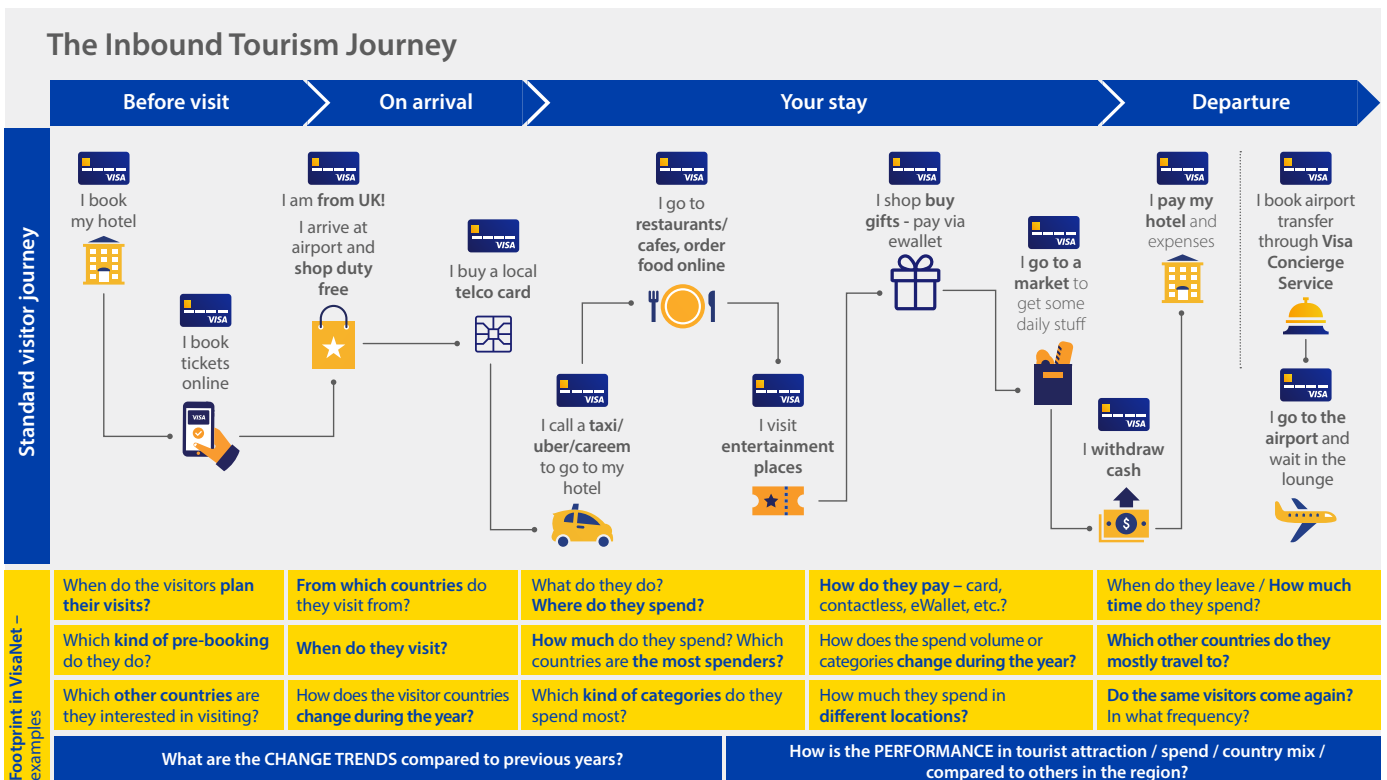 The Inbound Tourism Journey
Before visit
On arrival
Your stay
Departure
Standard visitor journey
VISA
I book
my hotel
VISA
I book
tickets
online
VISA
VISA
I am from UK!
I arrive at
airport and
shop duty
free
VISA
I buy a local
telco card
VISA
I call a taxi/
uber/careem
to go to my
hotel
VISA
I go to
restaurants/
cafes, order
food online
VISA
I visit
entertainment
places
VISA
I shop buy
gifts - pay via
ewallet
VISA
I go to a
market to
get some
daily stuff
VISA
I withdraw
cash
$
VISA
I pay my
hotel and
expenses
VISA
I book airport
transfer
through Visa
Concierge
Service
VISA
I go to the
airport and
wait in the
lounge
Footprint in VisaNet –
examples
When do the visitors plan
their visits?
From which countries do
they visit from?
What do they do?
Where do they spend?
How do they pay – card,
contactless, eWallet, etc.?
When do they leave / How much
time do they spend?
Which kind of pre-booking
do they do?
When do they visit?
How much do they spend? Which
countries are the most spenders?
How does the spend volume or
categories change during the year?
Which other countries do they
mostly travel to?
Which other countries are
they interested in visiting?
How does the visitor countries
change during the year?
Which kind of categories do they
spend most?
How much they spend in
different locations?
Do the same visitors come again?
In what frequency?
What are the CHANGE TRENDS compared to previous years?
How is the PERFORMANCE in tourist attraction / spend / country mix /
compared to others in the region?